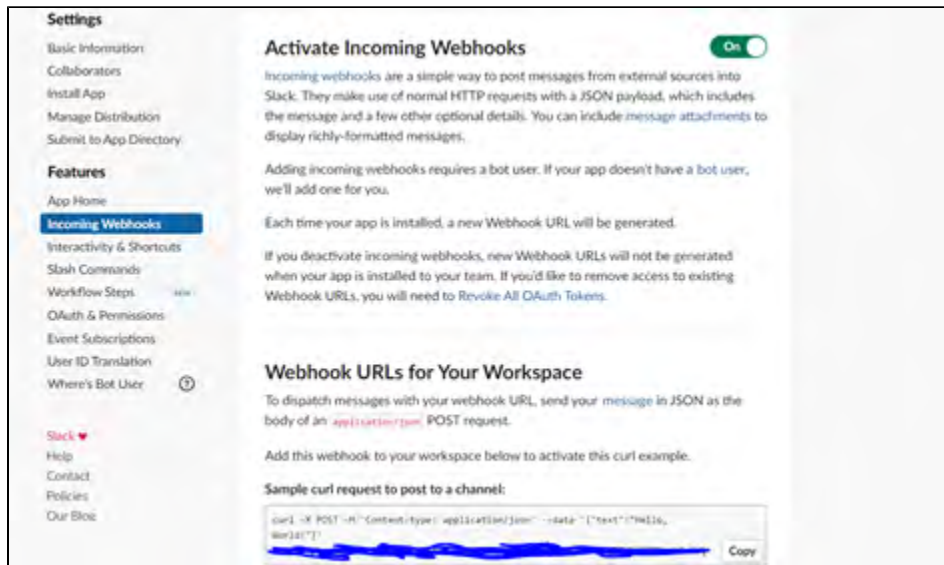 Settings
Basic Information
Collaborators
Install App
Manage Distribution
Submit to App Directory
Features
App Home
Incoming Webhooks
Interactivity & Shortcuts
Slash Commands
Workflow Steps NEW
OAuth & Permissions
Event Subscriptions
User ID Translation
Where's Bot User
Slack ♥
Help
Contact
Policies
Our Blog
Activate Incoming Webhooks On
Incoming webhooks are a simple way to post messages from external sources into
Slack. They make use of normal HTTP requests with a JSON payload, which includes
the message and a few other optional details. You can include message attachments to
display richly-formatted messages.
Adding incoming webhooks requires a bot user. If your app doesn't have a bot user,
we'll add one for you.
Each time your app is installed, a new Webhook URL will be generated.
If you deactivate incoming webhooks, new Webhook URLs will not be generated
when your app is installed to your team. If you'd like to remove access to existing
Webhook URLs, you will need to Revoke All OAuth Tokens.
Webhook URLs for Your Workspace
To dispatch messages with your webhook URL, send your message in JSON as the
body of an application/json POST request.
Add this webhook to your workspace below to activate this curl example.
Sample curl request to post to a channel:
curl -X POST -H 'Content-type: application/json' --data '{"text":"Hello,
World!"}'
Copy